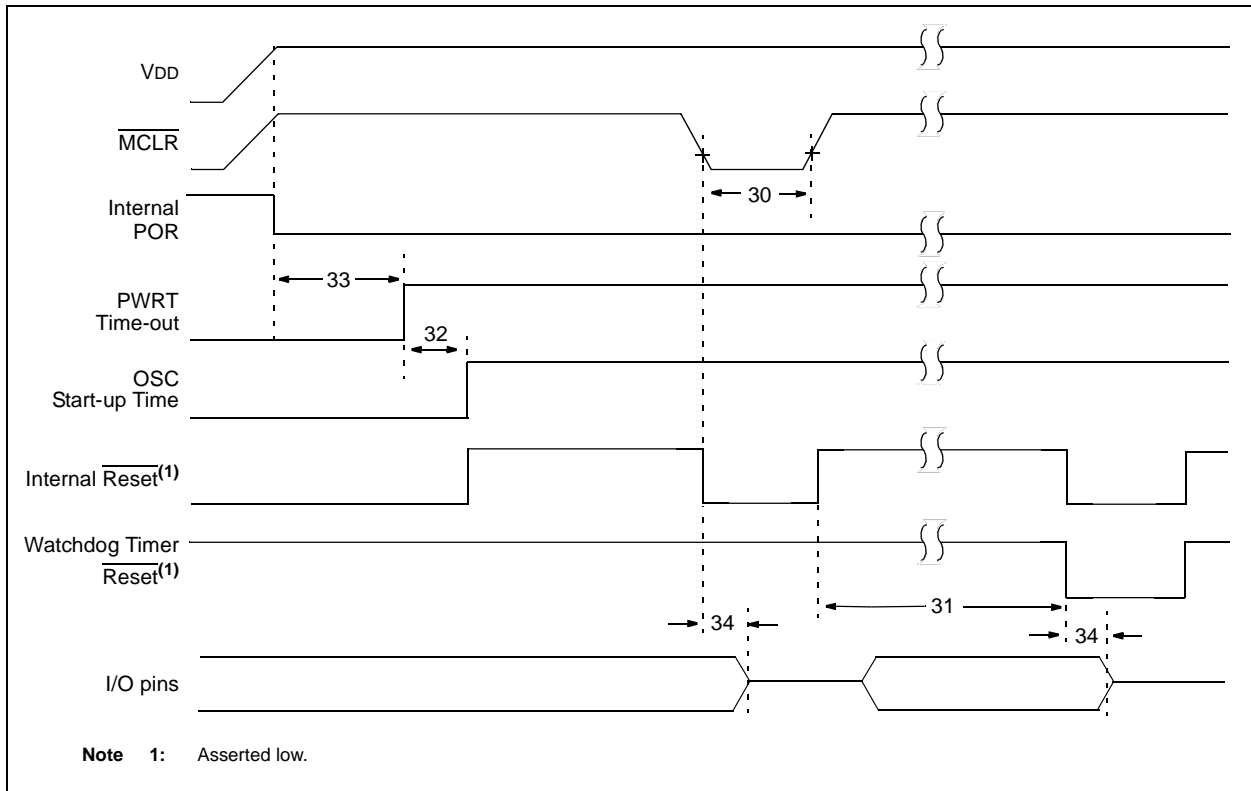 VDD
MCLR
30
Internal
POR
33
PWRT
Time-out
32
OSC
Start-up Time
Internal Reset(1)
Watchdog Timer
Reset(1)
31
34
34
I/O pins
Note 1: Asserted low.